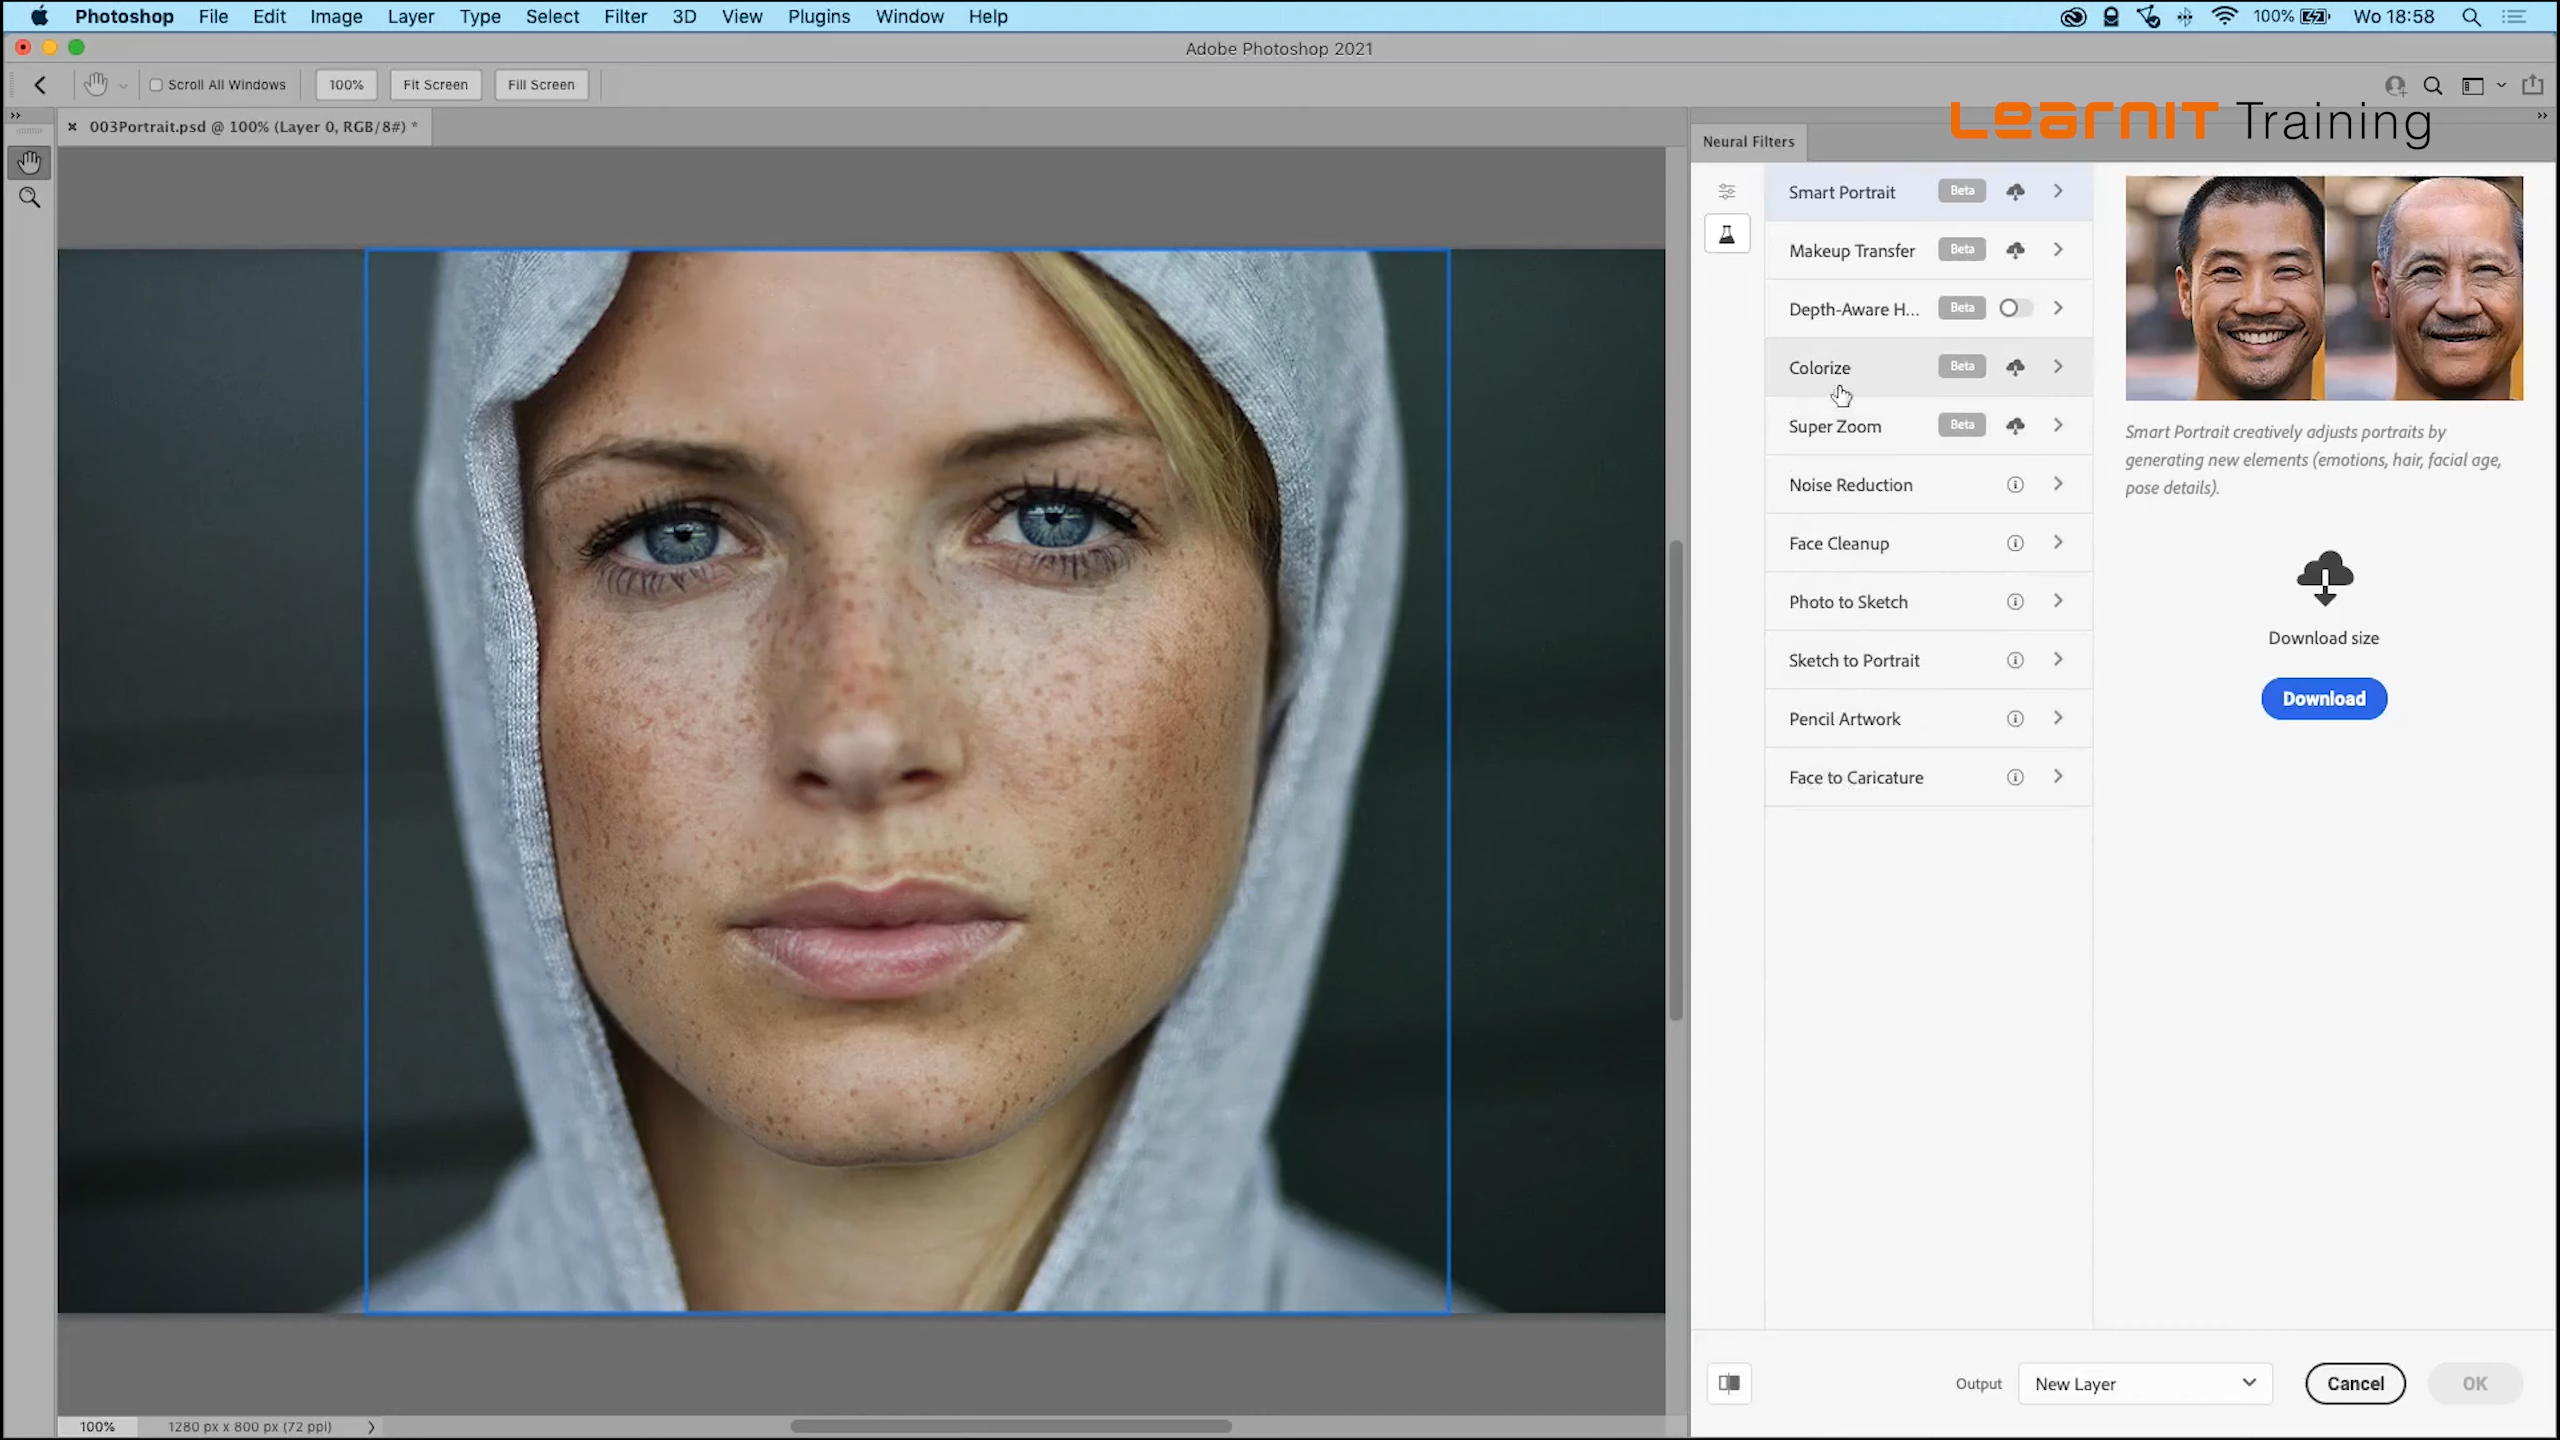 Photoshop File Edit Image Layer Type Select Filter 3D View Plugins Window Help 100% Wo 18:58
Adobe Photoshop 2021
Scroll All Windows 100% Fit Screen Fill Screen
LearnIT Training
003Portrait.psd @ 100% (Layer 0, RGB/8#) *
Neural Filters
Smart Portrait Beta
Makeup Transfer Beta
Depth-Aware H... Beta
Colorize Beta
Super Zoom Beta
Noise Reduction
Face Cleanup
Photo to Sketch
Sketch to Portrait
Pencil Artwork
Face to Caricature
Smart Portrait creatively adjusts portraits by
generating new elements (emotions, hair, facial age,
pose details).
Download size
Download
Output New Layer Cancel OK
100% 1280 px x 800 px (72 ppi)